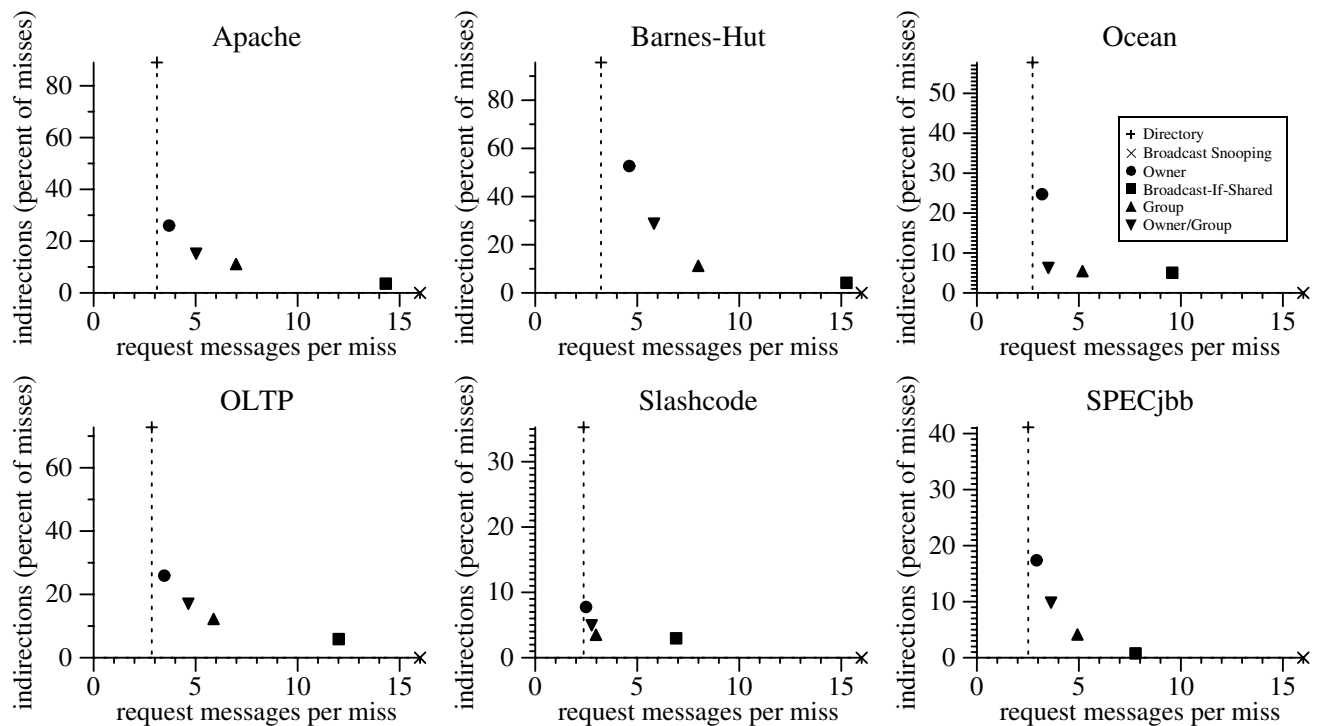 Apache
indirections (percent of misses)
80
60
40
20
0
0 5 10 15
request messages per miss
Barnes-Hut
indirections (percent of misses)
80
60
40
20
0
0 5 10 15
request messages per miss
Ocean
indirections (percent of misses)
50
40
30
20
10
0
0 5 10 15
request messages per miss
Directory
Broadcast Snooping
Owner
Broadcast-If-Shared
Group
Owner/Group
OLTP
indirections (percent of misses)
60
40
20
0
0 5 10 15
request messages per miss
Slashcode
indirections (percent of misses)
30
20
10
0
0 5 10 15
request messages per miss
SPECjbb
indirections (percent of misses)
40
30
20
10
0
0 5 10 15
request messages per miss